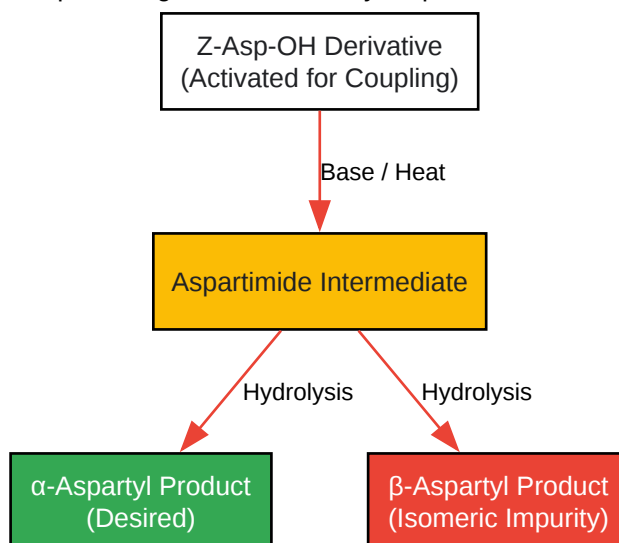 Z-Asp-OH Derivative
(Activated for Coupling)
Base / Heat
Aspartimide Intermediate
Hydrolysis
Hydrolysis
α-Aspartyl Product
(Desired)
β-Aspartyl Product
(Isomeric Impurity)